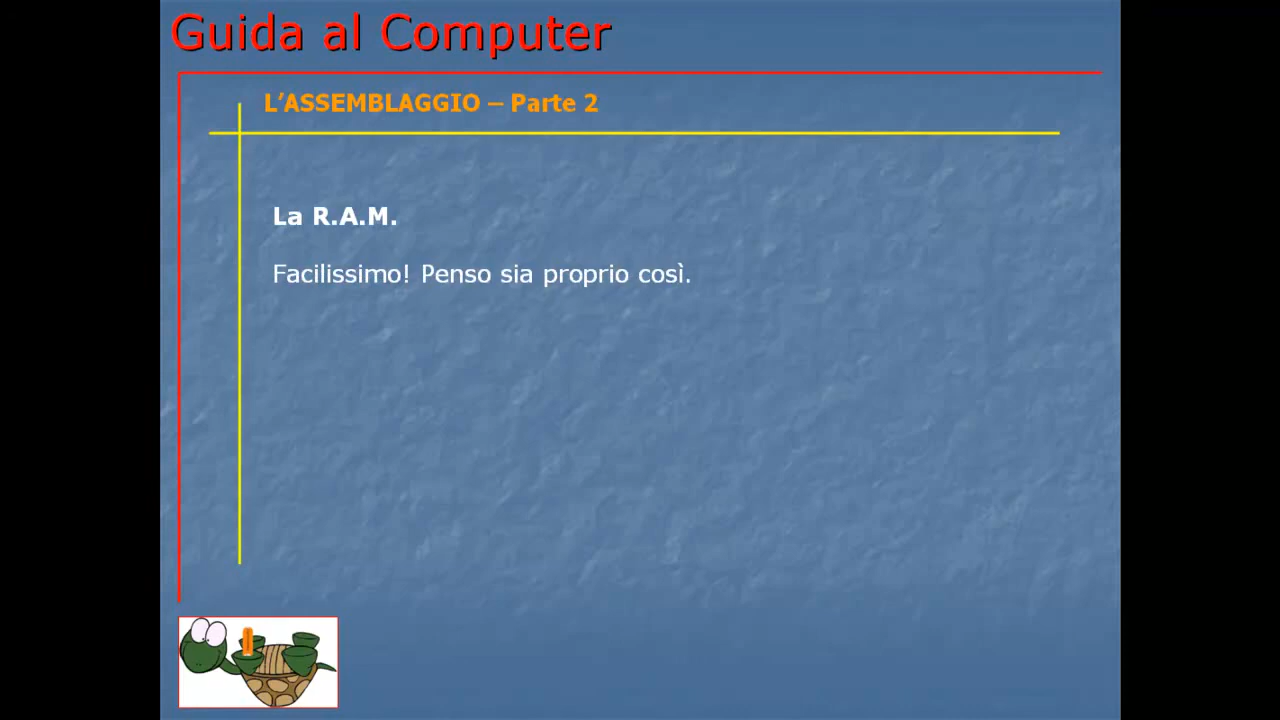 Guida al Computer
L’ASSEMBLAGGIO – Parte 2
La R.A.M.
Facilissimo! Penso sia proprio così.